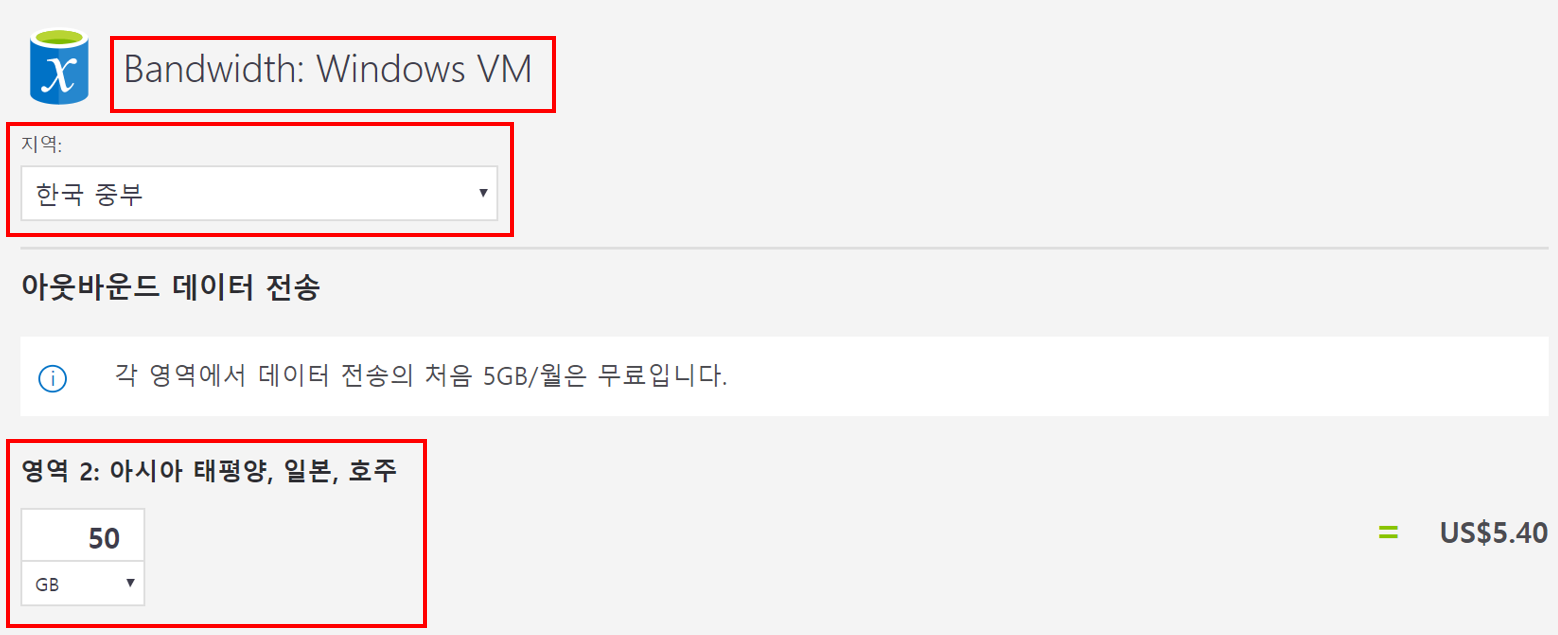 x
Bandwidth: Windows VM
지역:
한국 중부
아웃바운드 데이터 전송
i
각 영역에서 데이터 전송의 처음 5GB/월은 무료입니다.
영역 2: 아시아 태평양, 일본, 호주
50
= US$5.40
GB